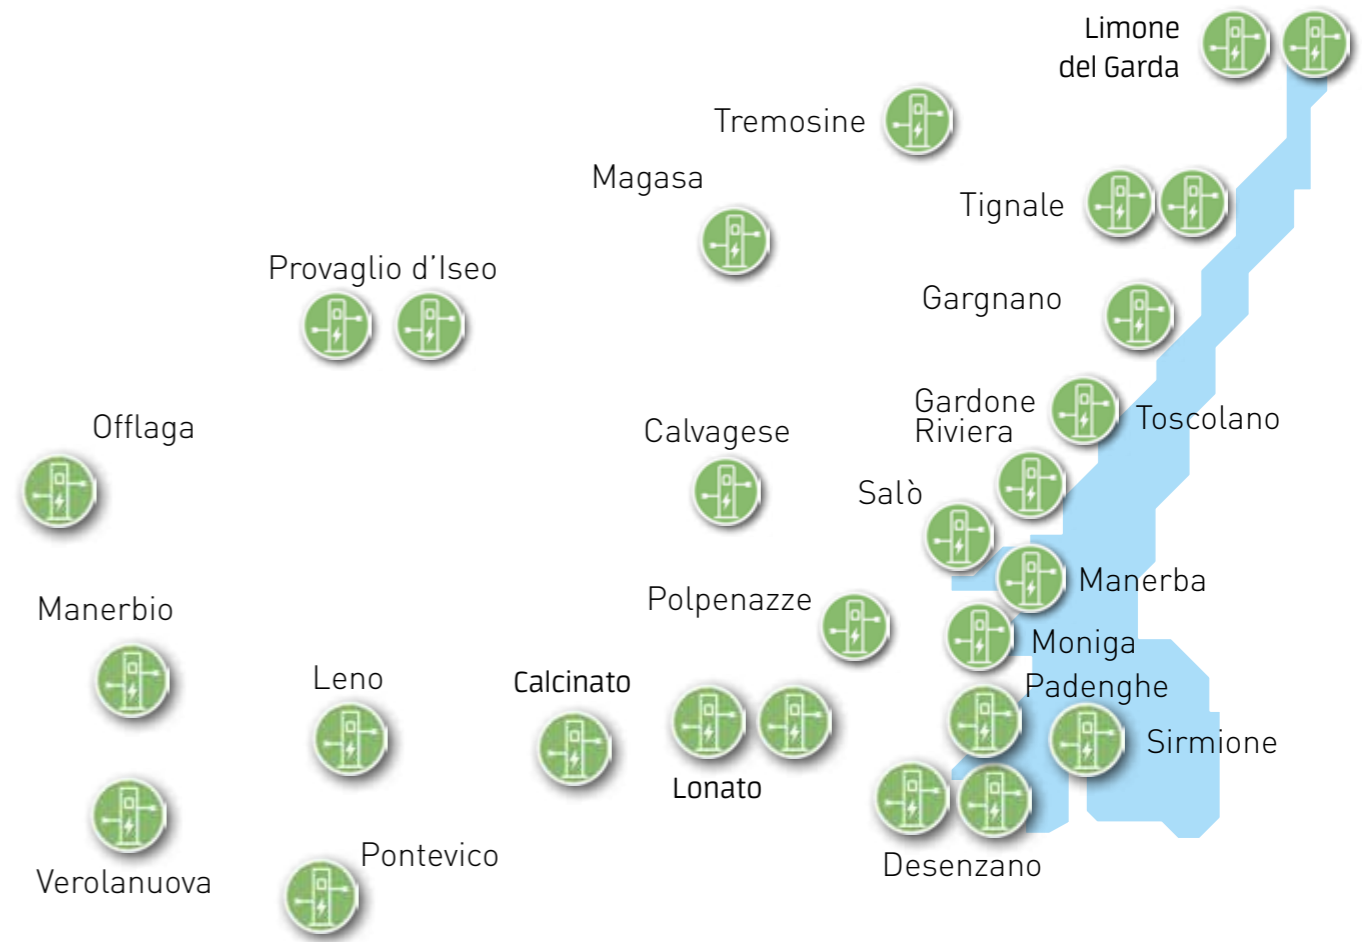 Limone
del Garda
Tremosine
Magasa
Tignale
Provaglio d'Iseo
Gargnano
Gardone
Riviera
Toscolano
Offlaga
Calvagese
Salò
Manerba
Polpenazze
Manerbio
Moniga
Leno
Calcinato
Padenghe
Sirmione
Lonato
Pontevico
Desenzano
Verolanuova